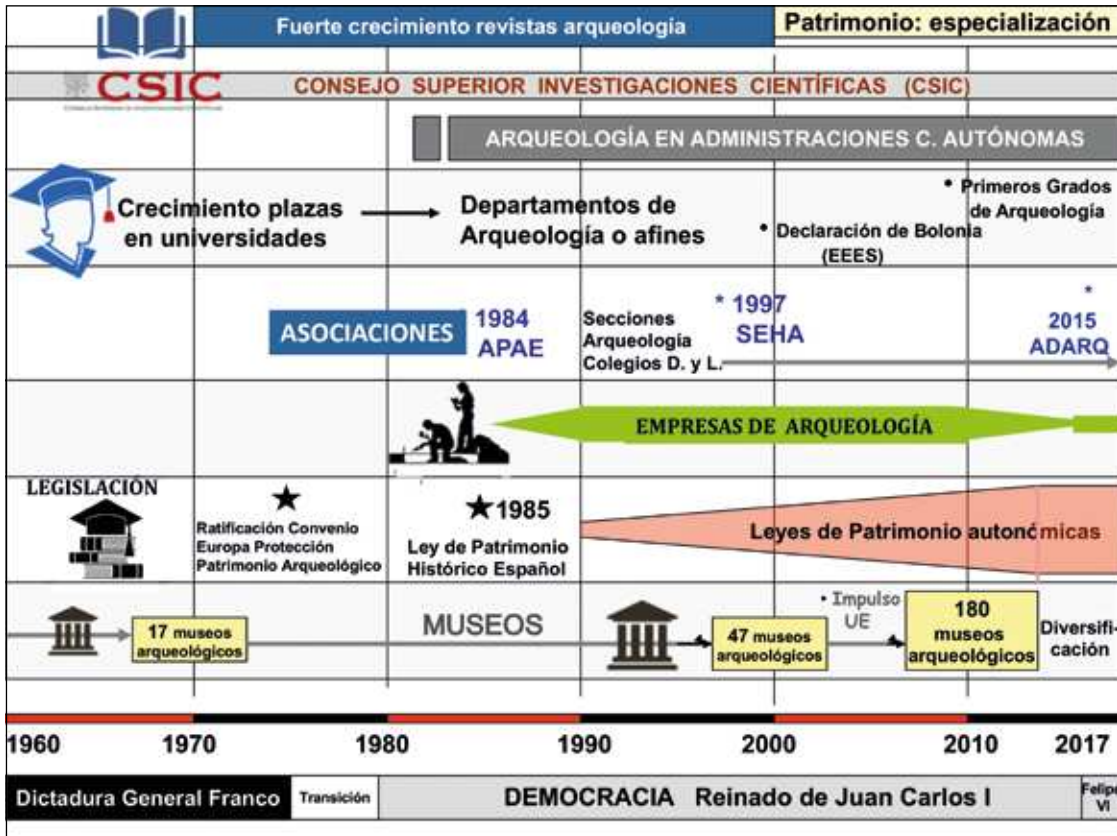 Fuerte crecimiento revistas arqueología
Patrimonio: especialización
CSIC
CONSEJO SUPERIOR INVESTIGACIONES CIENTÍFICAS (CSIC)
ARQUEOLOGÍA EN ADMINISTRACIONES C. AUTÓNOMAS
Crecimiento plazas
en universidades
Departamentos de
Arqueología o afines
• Declaración de Bolonia
(EEES)
• Primeros Grados
de Arqueología
ASOCIACIONES
1984
APAE
Secciones
Arqueología
Colegios D. y L.
* 1997
SEHA
*
2015
ADARQ
EMPRESAS DE ARQUEOLOGÍA
LEGISLACIÓN
Ratificación Convenio
Europa Protección
Patrimonio Arqueológico
★1985
Ley de Patrimonio
Histórico Español
Leyes de Patrimonio autonómicas
17 museos
arqueológicos
MUSEOS
47 museos
arqueológicos
• Impulso
UE
180
museos
arqueológicos
Diversifi-
cación
1960
1970
1980
1990
2000
2010
2017
Dictadura General Franco
Transición
DEMOCRACIA Reinado de Juan Carlos I
Felipe
VI